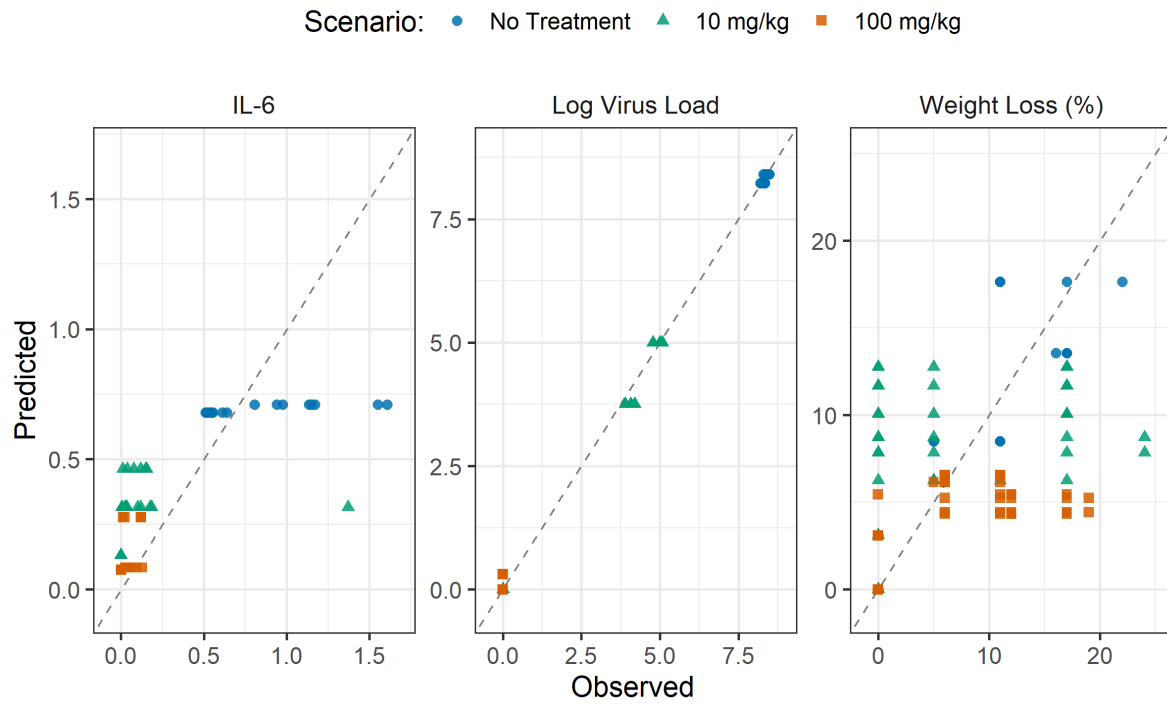 Scenario: No Treatment 10 mg/kg 100 mg/kg
IL-6 Log Virus Load Weight Loss (%)
Predicted
1.5
1.0
0.5
0.0
7.5
5.0
2.5
0.0
20
10
0
0.0 0.5 1.0 1.5
0.0 2.5 5.0 7.5
0 10 20
Observed